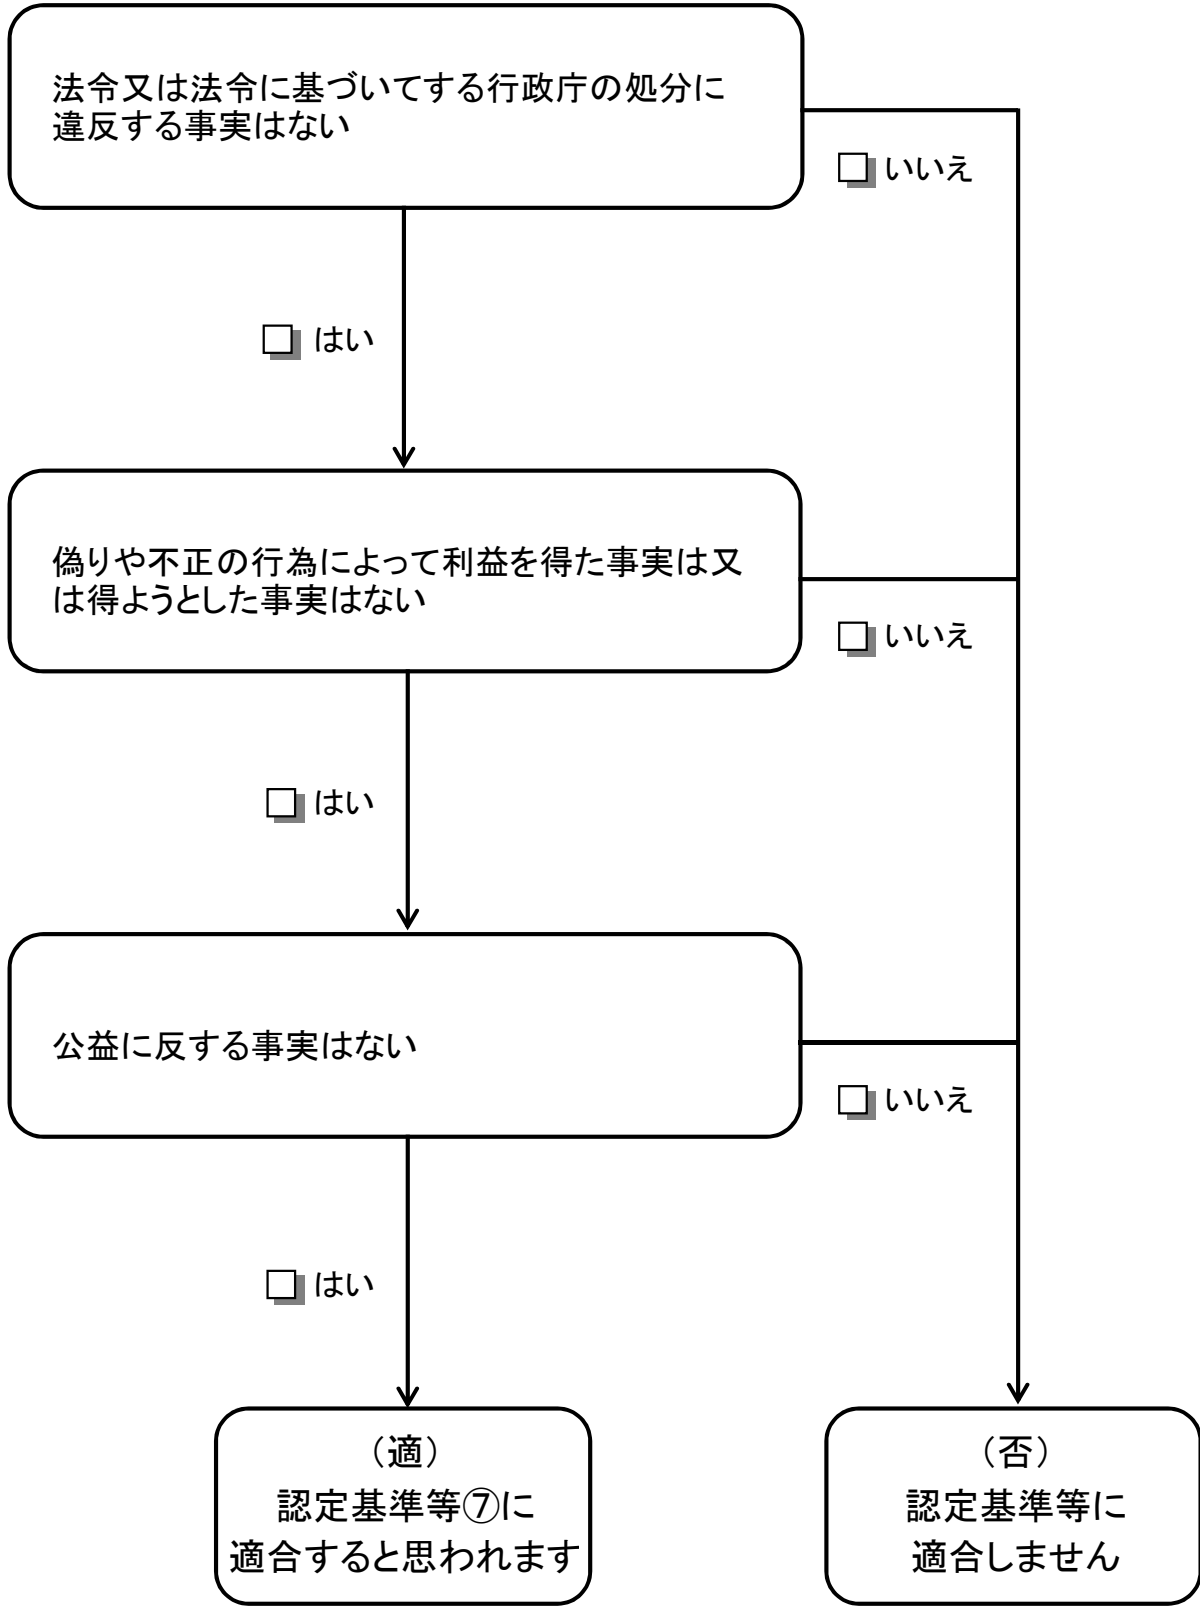 法令又は法令に基づいてする行政庁の処分に
違反する事実はない
いいえ
はい
偽りや不正の行為によって利益を得た事実は又
は得ようとした事実はない
いいえ
はい
公益に反する事実はない
いいえ
はい
（適）
認定基準等⑦に
適合すると思われます
（否）
認定基準等に
適合しません